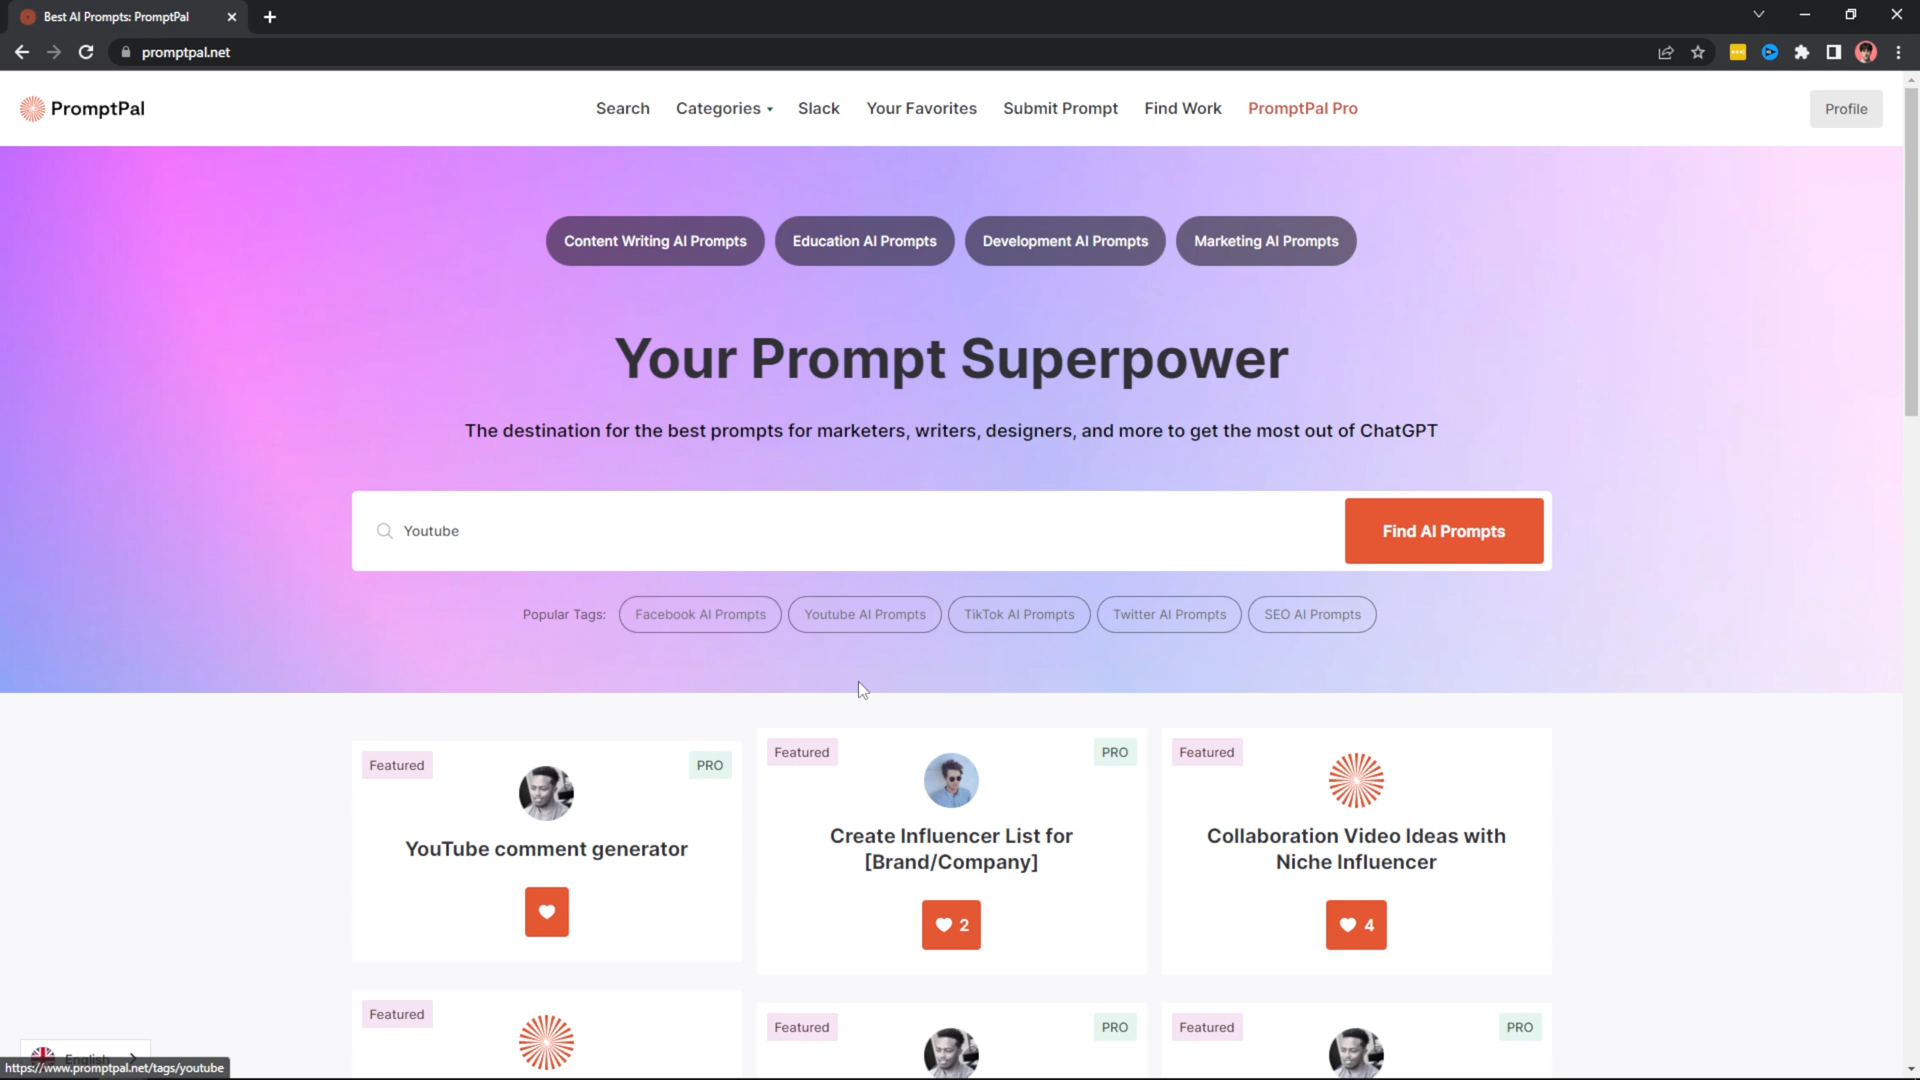 Best AI Prompts: PromptPal
promptpal.net
PromptPal
Search Categories Slack Your Favorites Submit Prompt Find Work PromptPal Pro
Profile
Content Writing AI Prompts Education AI Prompts Development AI Prompts Marketing AI Prompts
Your Prompt Superpower
The destination for the best prompts for marketers, writers, designers, and more to get the most out of ChatGPT
Youtube Find AI Prompts
Popular Tags: Facebook AI Prompts Youtube AI Prompts TikTok AI Prompts Twitter AI Prompts SEO AI Prompts
Featured PRO
YouTube comment generator
Featured PRO
Create Influencer List for
[Brand/Company]
2
Featured
Collaboration Video Ideas with
Niche Influencer
4
Featured
Featured PRO
Featured PRO
English
https://www.promptpal.net/tags/youtube